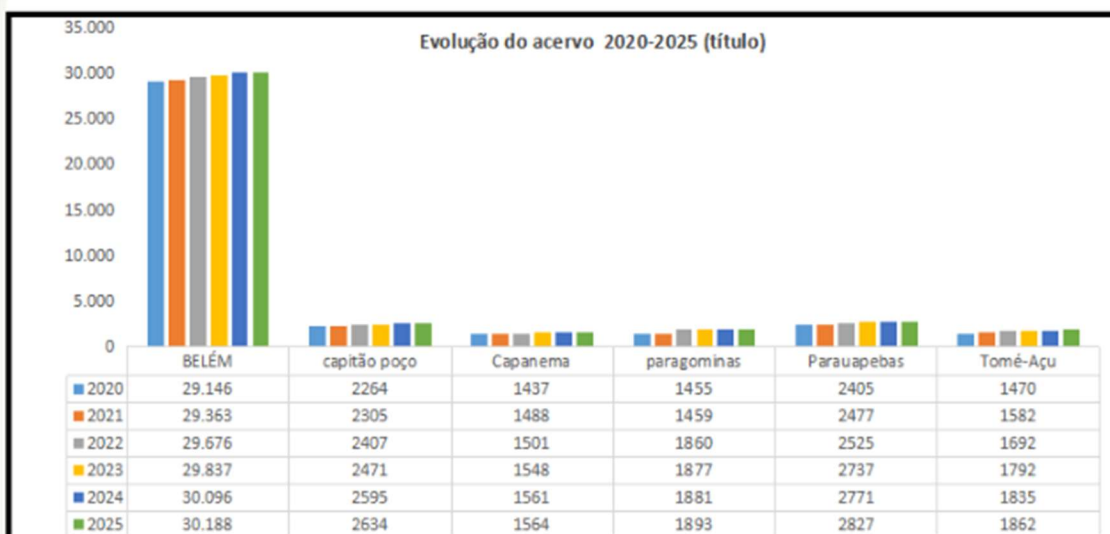 Evolução do acervo 2020-2025 (título)
35.000
30.000
25.000
20.000
15.000
10.000
5.000
0
BELÉM capitão poço Capanema paragominas Parauapebas Tomé-Açu
2020 29.146 2264 1437 1455 2405 1470
2021 29.363 2305 1488 1459 2477 1582
2022 29.676 2407 1501 1860 2525 1692
2023 29.837 2471 1548 1877 2737 1792
2024 30.096 2595 1561 1881 2771 1835
2025 30.188 2634 1564 1893 2827 1862